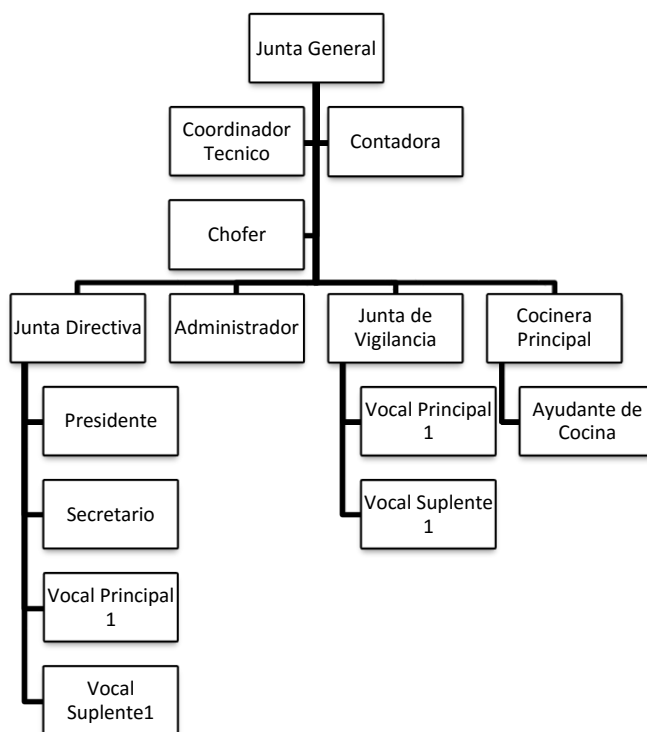 Junta General
Coordinador
Tecnico
Contadora
Chofer
Junta Directiva
Administrador
Junta de
Vigilancia
Cocinera
Principal
Presidente
Secretario
Vocal Principal
1
Vocal
Suplente1
Vocal Principal
1
Vocal Suplente
1
Ayudante de
Cocina